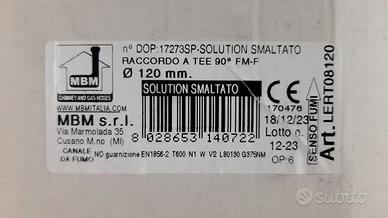 nº DOP:17273SP-SOLUTION SMALTATO
RACCORDO A TEE 90° FM-F
Ø 120 mm.
MBM
CHIMNEY AND GAS HOSES
WWW.MBMITALIA.COM
MBM s.r.l.
Via Marmolada 35
Cusano M.no (MI)
CANALE
DA FUMO
SOLUTION SMALTATO
8 028653 140722
NO guarnizione EN1856-2 T600 N1 W V2 L80130 G375NM
170476
18/12/23
Lotto n.
12-23
OP:6
SENSO FUMI
Art. LERT08120
subito